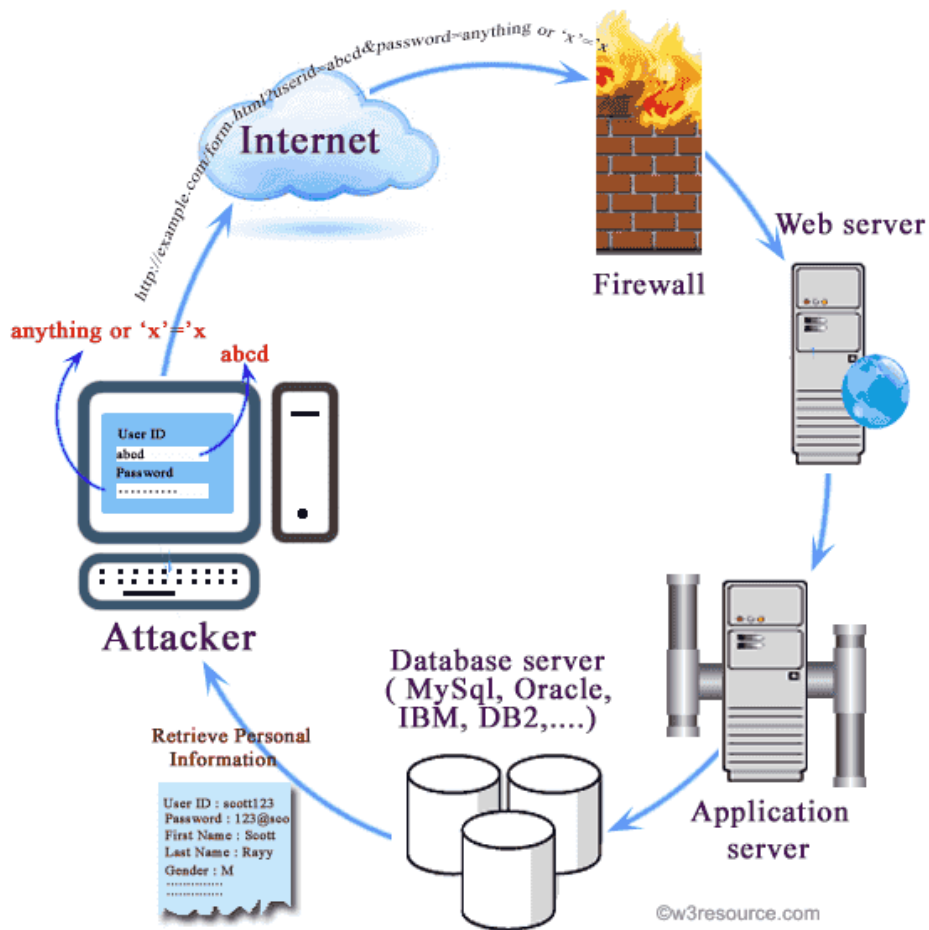 http://example.com/form.html?userid=abcd&password=anything or ‘x’=’x
Internet
Firewall
Web server
anything or ‘x’=’x
abcd
User ID
abcd
Password
..........
Attacker
Database server
( MySql, Oracle,
IBM, DB2,....)
Application
server
Retrieve Personal
Information
User ID : scott123
Password : 123@sco
First Name : Scott
Last Name : Rayy
Gender : M
..............
..............
©w3resource.com